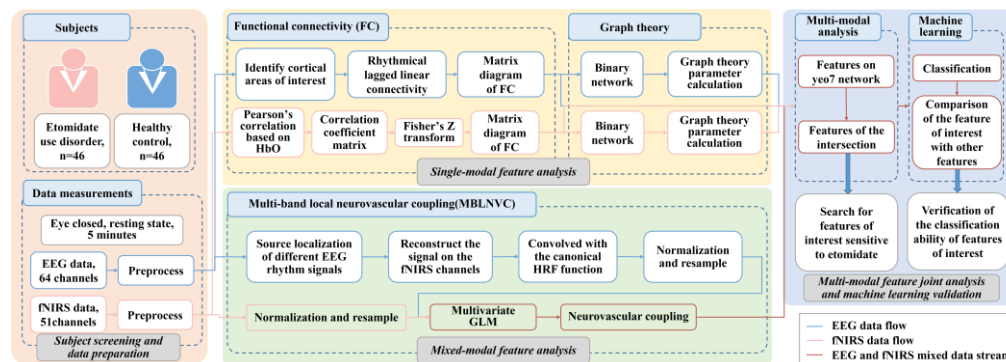 Subjects
Etomidate
use disorder,
n=46
Healthy
control,
n=46
Data measurements
Eye closed, resting state,
5 minutes
EEG data,
64 channels
Preprocess
fNIRS data,
51channels
Preprocess
Subject screening and
data preparation
Functional connectivity (FC)
Identify cortical
areas of interest
Rhythmical
lagged linear
connectivity
Matrix
diagram
of FC
Pearson's
correlation
based on
HbO
Correlation
coefficient
matrix
Fisher's Z
transform
Matrix
diagram
of FC
Graph theory
Binary
network
Graph theory
parameter
calculation
Binary
network
Graph theory
parameter
calculation
Single-modal feature analysis
Multi-band local neurovascular coupling(MBLNVC)
Source localization
of different EEG
rhythm signals
Reconstruct the
signal on the
fNIRS channels
Convolved with
the canonical
HRF function
Normalization
and resample
Normalization and resample
Multivariate
GLM
Neurovascular coupling
Mixed-modal feature analysis
Multi-modal
analysis
Features on
yeo7 network
Features of the
intersection
Search for
features of
interest sensitive
to etomidate
Machine
learning
Classification
Comparison of
the feature
of interest
with other
features
Verification of
the classification
ability of features
of interest
Multi-modal feature joint analysis
and machine learning validation
EEG data flow
fNIRS data flow
EEG and fNIRS mixed data stream